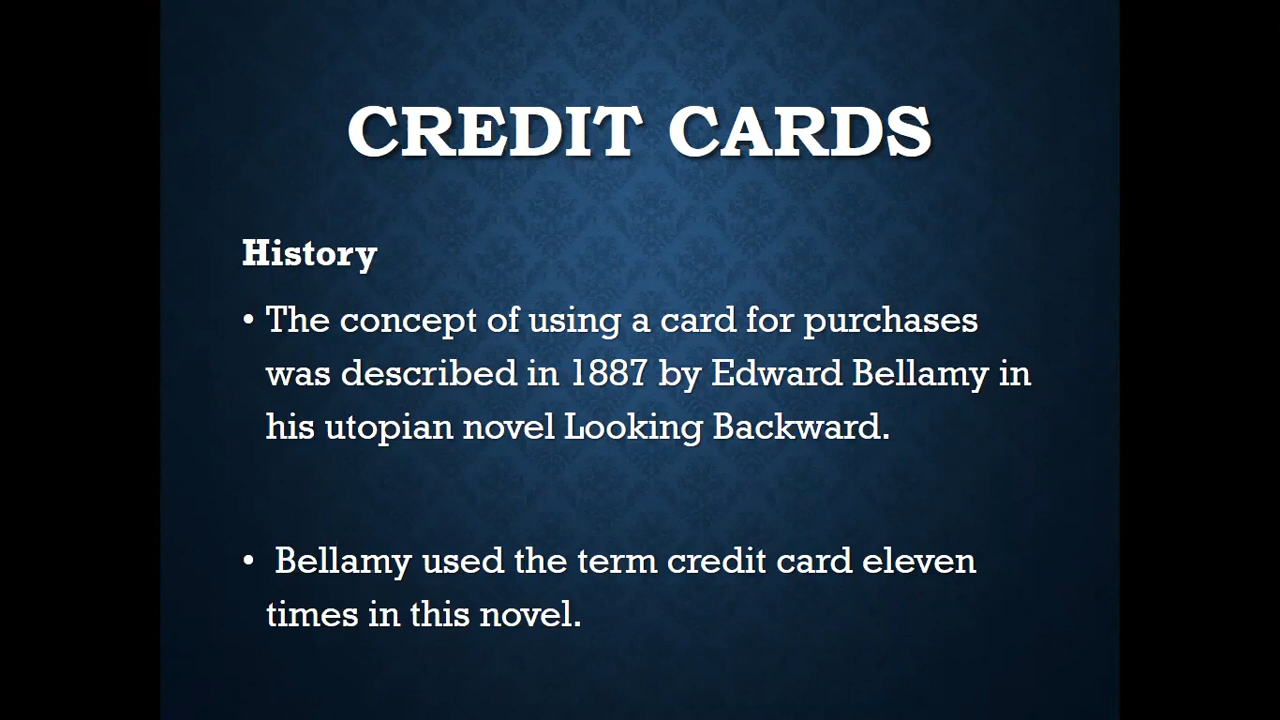 CREDIT CARDS
History
• The concept of using a card for purchases
was described in 1887 by Edward Bellamy in
his utopian novel Looking Backward.
• Bellamy used the term credit card eleven
times in this novel.